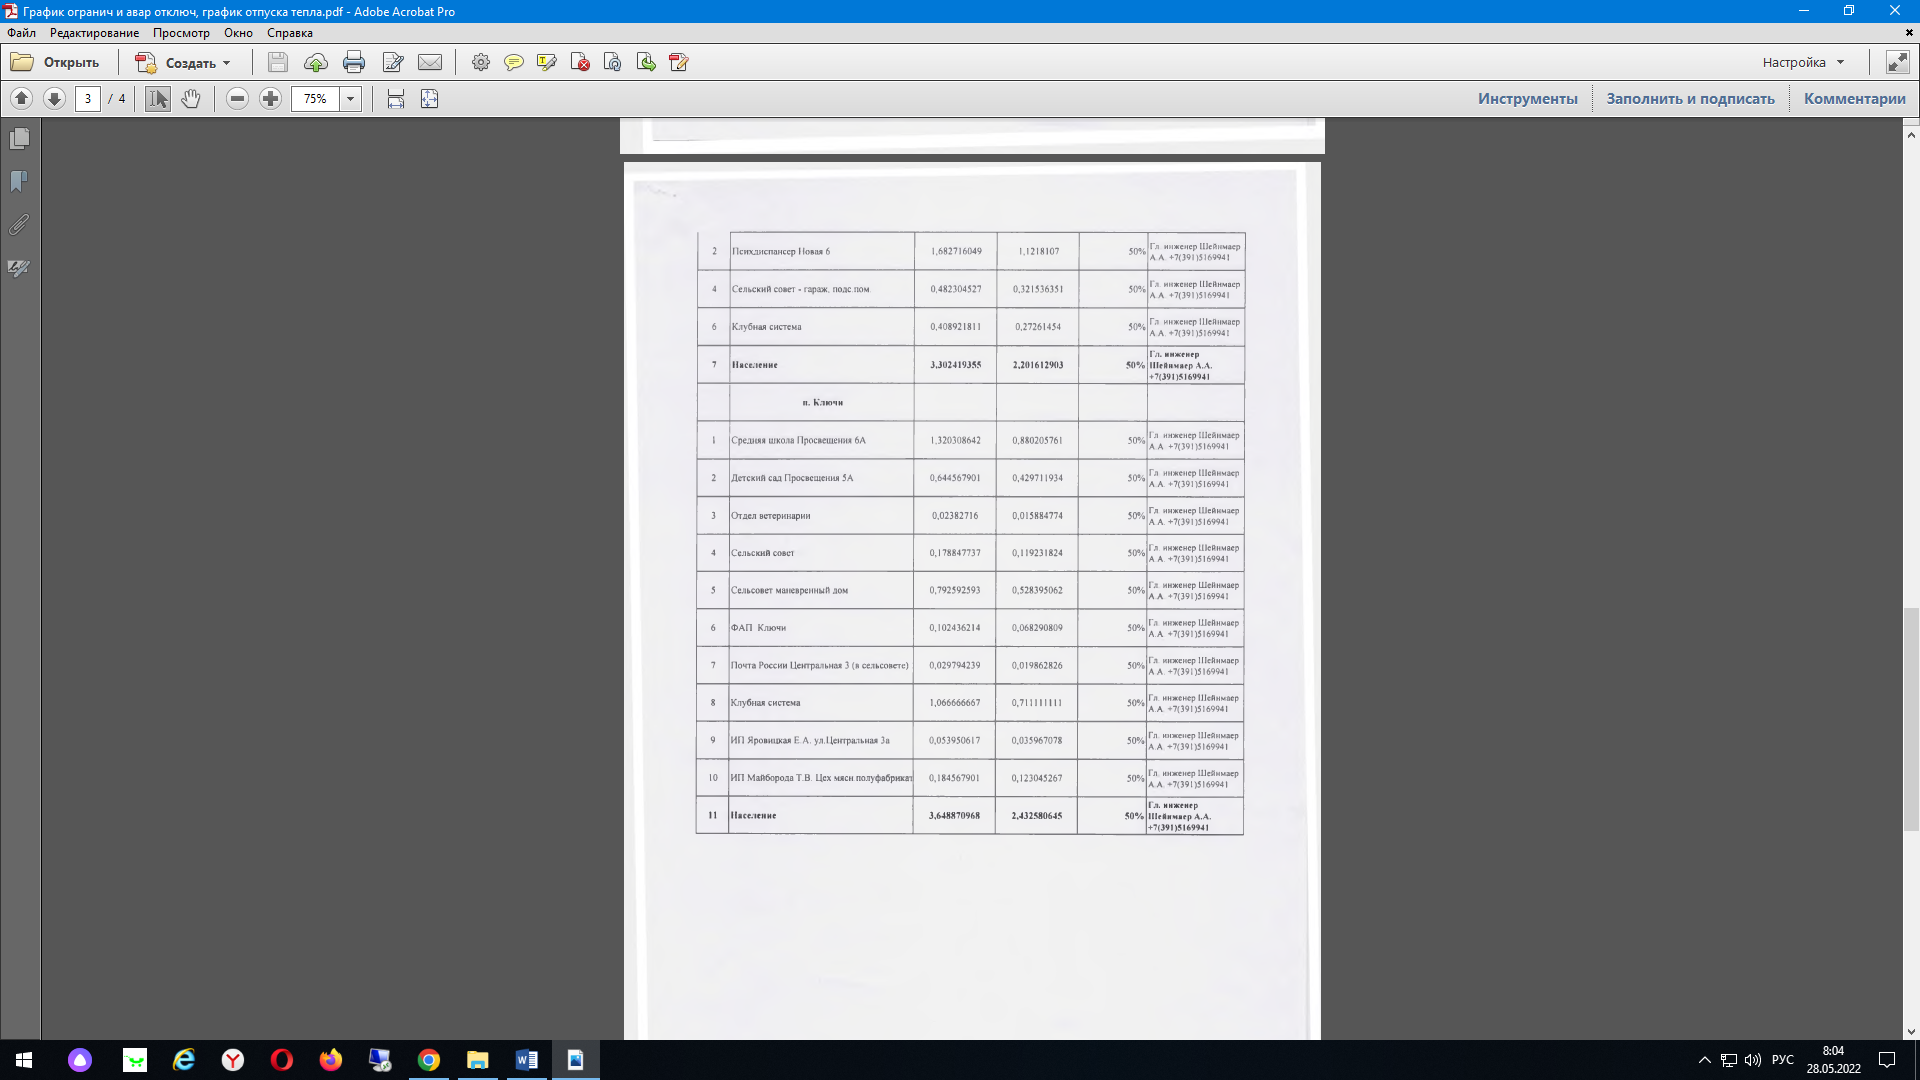 График огранич и авар отключ, график отпуска тепла.pdf - Adobe Acrobat Pro
Файл Редактирование Просмотр Окно Справка
Открыть Создать Настройка
3 / 4 75% Инструменты Заполнить и подписать Комментарии
2 Психдиспансер Новая 6 1,682716049 1,1218107 50% Гл. инженер Шейнмаер
А.А. +7(391)5169941
4 Сельский совет - гараж, подс.пом 0,482304527 0,321536351 50% Гл. инженер Шейнмаер
А.А. +7(391)5169941
6 Клубная система 0,408921811 0,27261454 50% Гл. инженер Шейнмаер
А.А. +7(391)5169941
7 Население 3,302419355 2,201612903 50% Гл. инженер
Шейнмаер А.А.
+7(391)5169941
п. Ключи
1 Средняя школа Просвещения 6А 1,320308642 0,880205761 50% Гл. инженер Шейнмаер
А.А. +7(391)5169941
2 Детский сад Просвещения 5А 0,644567901 0,429711934 50% Гл. инженер Шейнмаер
А.А. +7(391)5169941
3 Отдел ветеринарии 0,02382716 0,015884774 50% Гл. инженер Шейнмаер
А.А. +7(391)5169941
4 Сельский совет 0,178847737 0,119231824 50% Гл. инженер Шейнмаер
А.А. +7(391)5169941
5 Сельсовет маневренный дом 0,792592593 0,528395062 50% Гл. инженер Шейнмаер
А.А. +7(391)5169941
6 ФАП Ключи 0,102436214 0,068290809 50% Гл. инженер Шейнмаер
А.А. +7(391)5169941
7 Почта России Центральная 3 (в сельсовете) 0,029794239 0,019862826 50% Гл. инженер Шейнмаер
А.А. +7(391)5169941
8 Клубная система 1,066666667 0,711111111 50% Гл. инженер Шейнмаер
А.А. +7(391)5169941
9 ИП Яровицкая Е.А. ул.Центральная 3а 0,053950617 0,035967078 50% Гл. инженер Шейнмаер
А.А. +7(391)5169941
10 ИП Майборода Т.В. Цех мясн полуфабрикат 0,184567901 0,123045267 50% Гл. инженер Шейнмаер
А.А. +7(391)5169941
11 Население 3,648870968 2,432580645 50% Гл. инженер
Шейнмаер А.А.
+7(391)5169941
РУС 8:04
28.05.2022